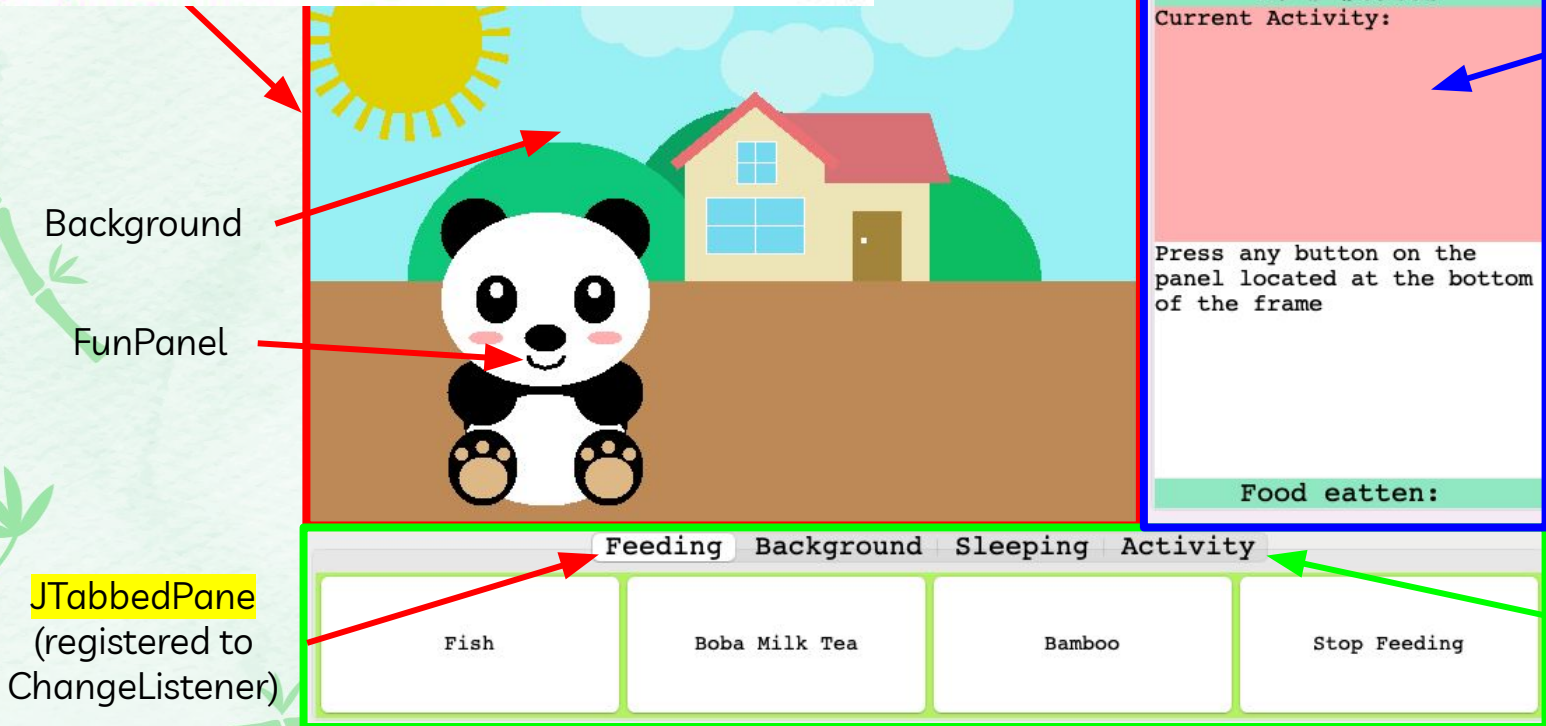 Current Activity:
Background
Press any button on the
panel located at the bottom
of the frame
FunPanel
Food eatten:
Feeding Background Sleeping Activity
JTabbedPane
(registered to
ChangeListener)
Fish Boba Milk Tea Bamboo Stop Feeding